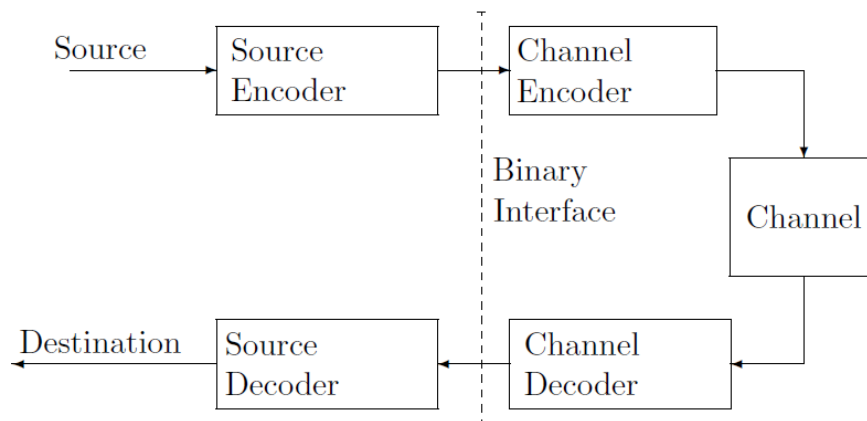 Source
Source
Encoder
Channel
Encoder
Binary
Interface
Channel
Destination
Source
Decoder
Channel
Decoder